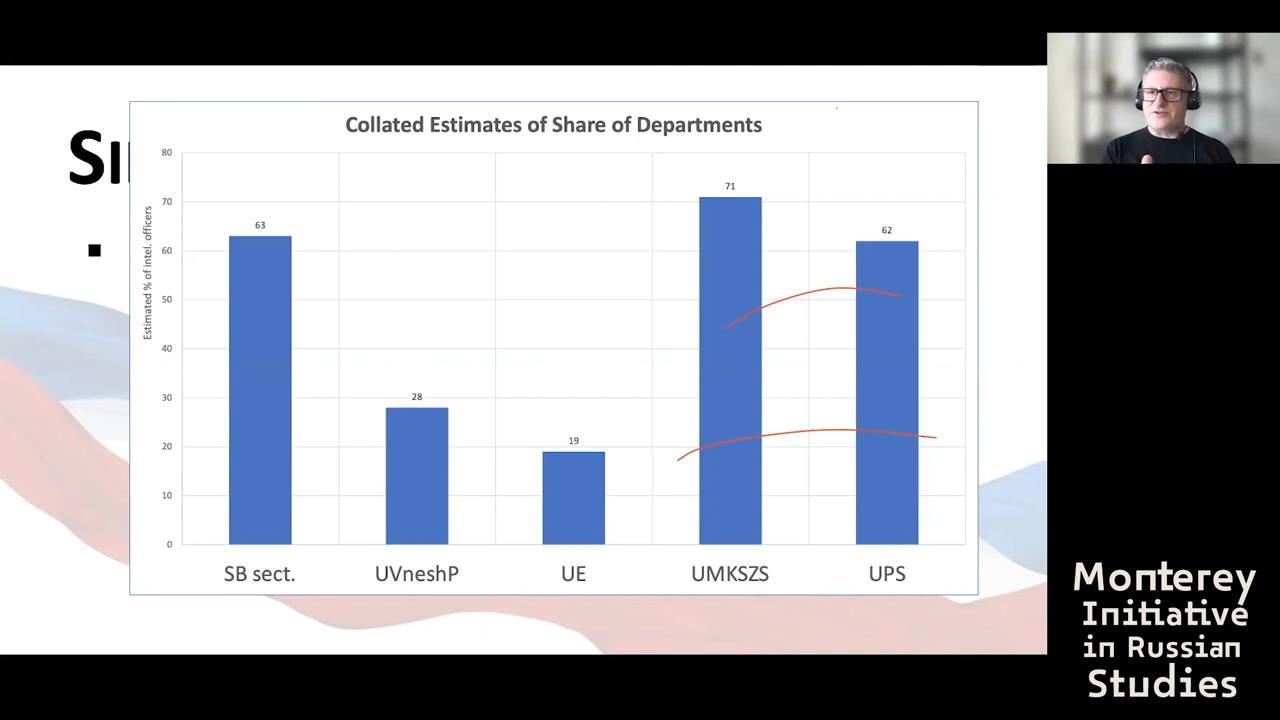 SI
Collated Estimates of Share of Departments
Estimated % of intel. officers
80
70
60
50
40
30
20
10
0
63
28
19
71
62
SB sect.
UVneshP
UE
UMKSZS
UPS
Monterey
Initiative
in Russian
Studies